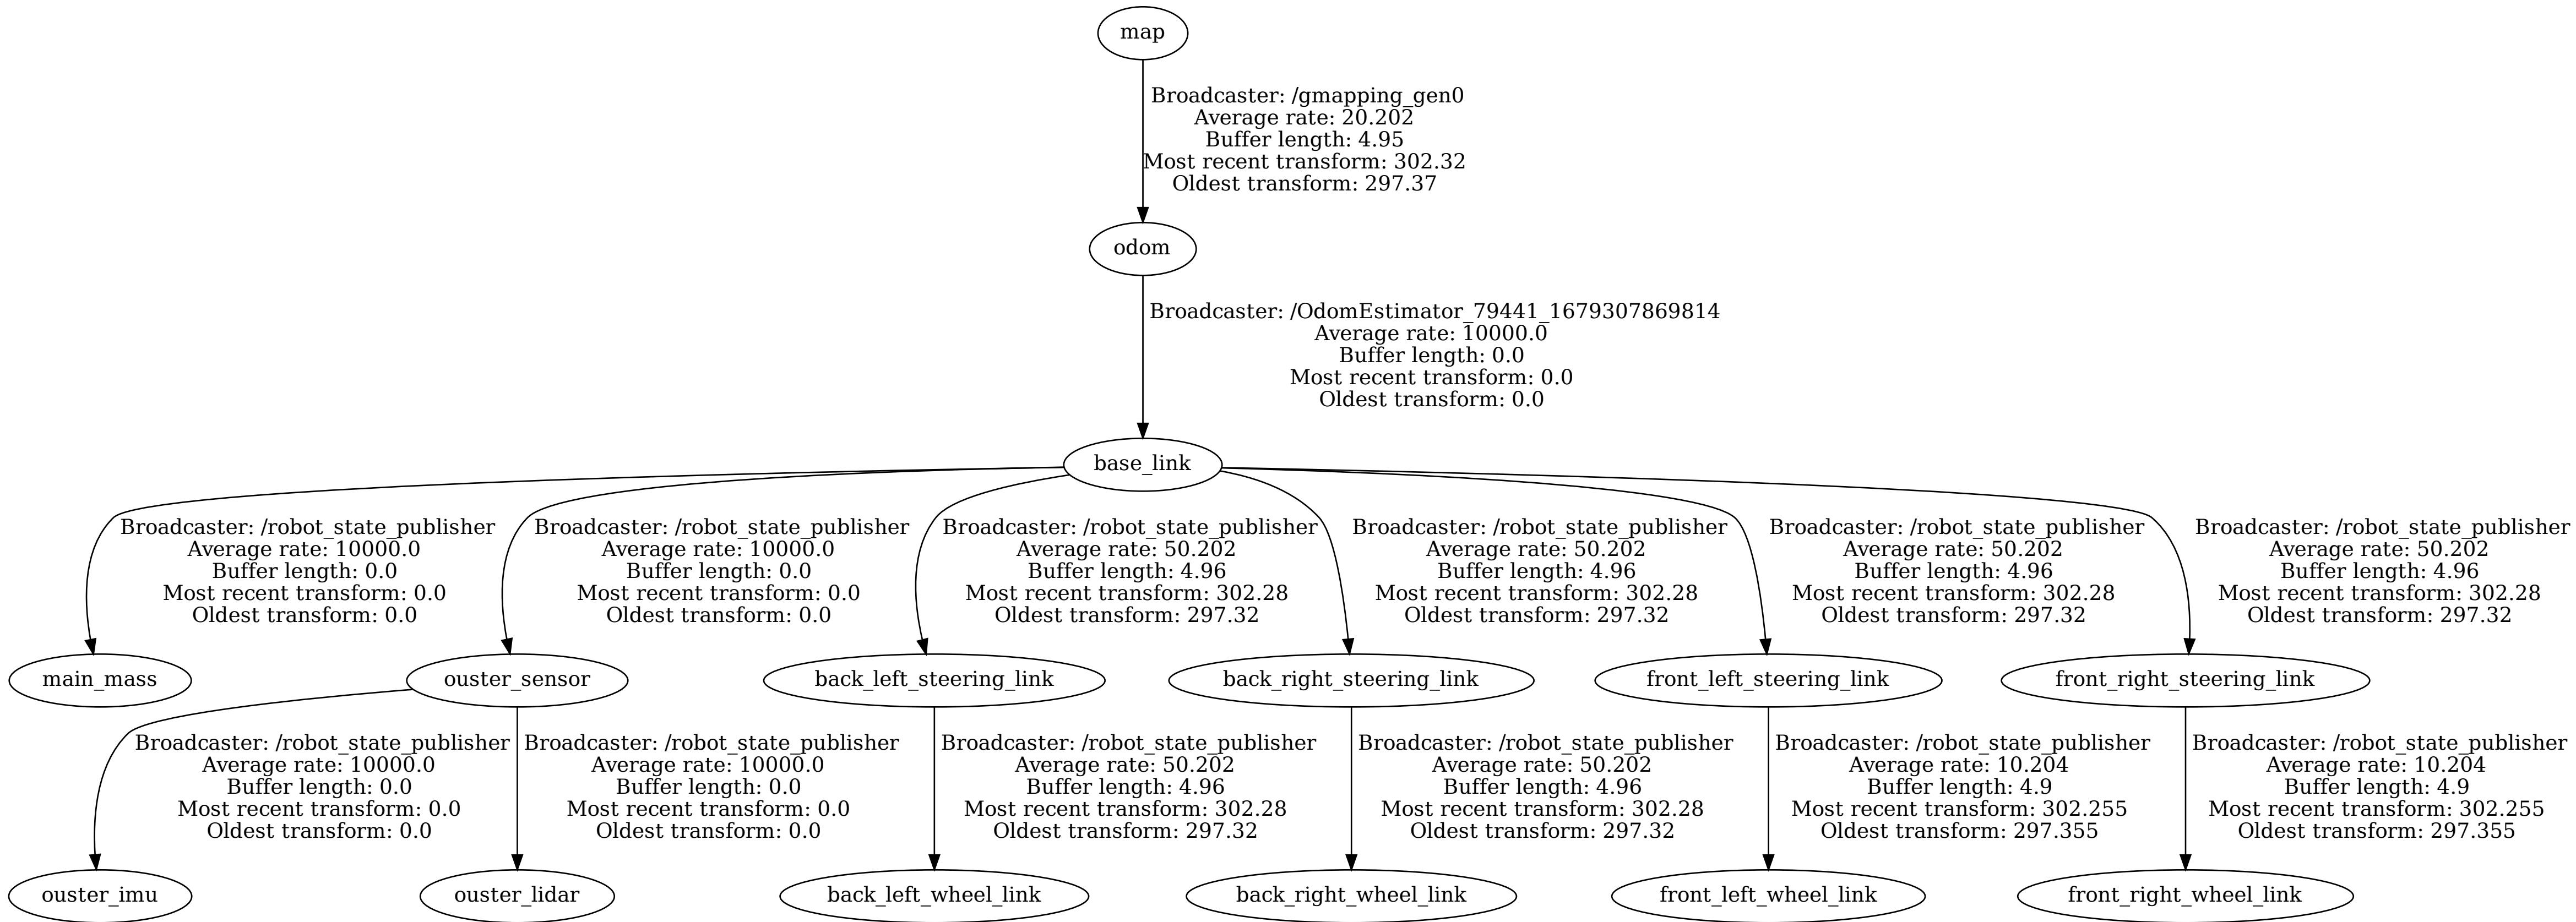 map
Broadcaster: /gmapping_gen0
Average rate: 20.202
Buffer length: 4.95
Most recent transform: 302.32
Oldest transform: 297.37
odom
Broadcaster: /OdomEstimator_79441_1679307869814
Average rate: 10000.0
Buffer length: 0.0
Most recent transform: 0.0
Oldest transform: 0.0
base_link
Broadcaster: /robot_state_publisher
Average rate: 10000.0
Buffer length: 0.0
Most recent transform: 0.0
Oldest transform: 0.0
Broadcaster: /robot_state_publisher
Average rate: 10000.0
Buffer length: 0.0
Most recent transform: 0.0
Oldest transform: 0.0
Broadcaster: /robot_state_publisher
Average rate: 50.202
Buffer length: 4.96
Most recent transform: 302.28
Oldest transform: 297.32
Broadcaster: /robot_state_publisher
Average rate: 50.202
Buffer length: 4.96
Most recent transform: 302.28
Oldest transform: 297.32
Broadcaster: /robot_state_publisher
Average rate: 50.202
Buffer length: 4.96
Most recent transform: 302.28
Oldest transform: 297.32
Broadcaster: /robot_state_publisher
Average rate: 50.202
Buffer length: 4.96
Most recent transform: 302.28
Oldest transform: 297.32
main_mass
ouster_sensor
back_left_steering_link
back_right_steering_link
front_left_steering_link
front_right_steering_link
Broadcaster: /robot_state_publisher
Average rate: 10000.0
Buffer length: 0.0
Most recent transform: 0.0
Oldest transform: 0.0
Broadcaster: /robot_state_publisher
Average rate: 10000.0
Buffer length: 0.0
Most recent transform: 0.0
Oldest transform: 0.0
Broadcaster: /robot_state_publisher
Average rate: 50.202
Buffer length: 4.96
Most recent transform: 302.28
Oldest transform: 297.32
Broadcaster: /robot_state_publisher
Average rate: 50.202
Buffer length: 4.96
Most recent transform: 302.28
Oldest transform: 297.32
Broadcaster: /robot_state_publisher
Average rate: 10.204
Buffer length: 4.9
Most recent transform: 302.255
Oldest transform: 297.355
Broadcaster: /robot_state_publisher
Average rate: 10.204
Buffer length: 4.9
Most recent transform: 302.255
Oldest transform: 297.355
ouster_imu
ouster_lidar
back_left_wheel_link
back_right_wheel_link
front_left_wheel_link
front_right_wheel_link